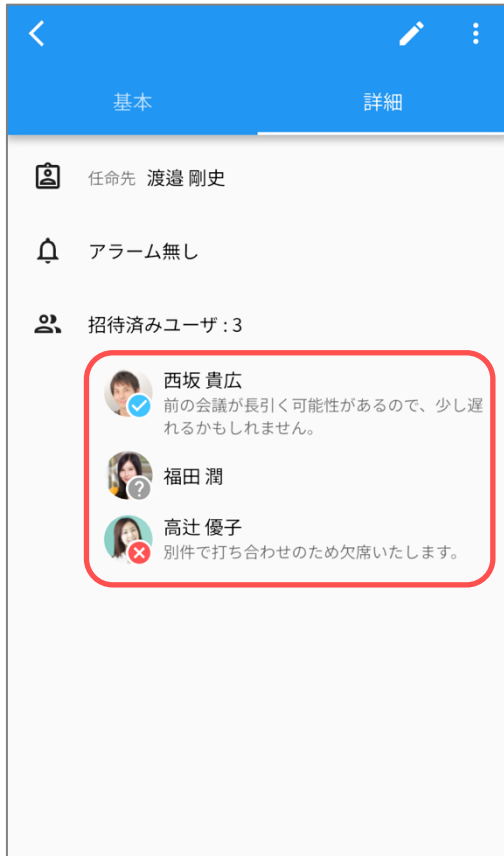 基本
詳細
任命先 渡邉 剛史
アラーム無し
招待済みユーザ : 3
西坂 貴広
前の会議が長引く可能性があるので、少し遅
れるかもしれません。
福田 潤
高辻 優子
別件で打ち合わせのため欠席いたします。